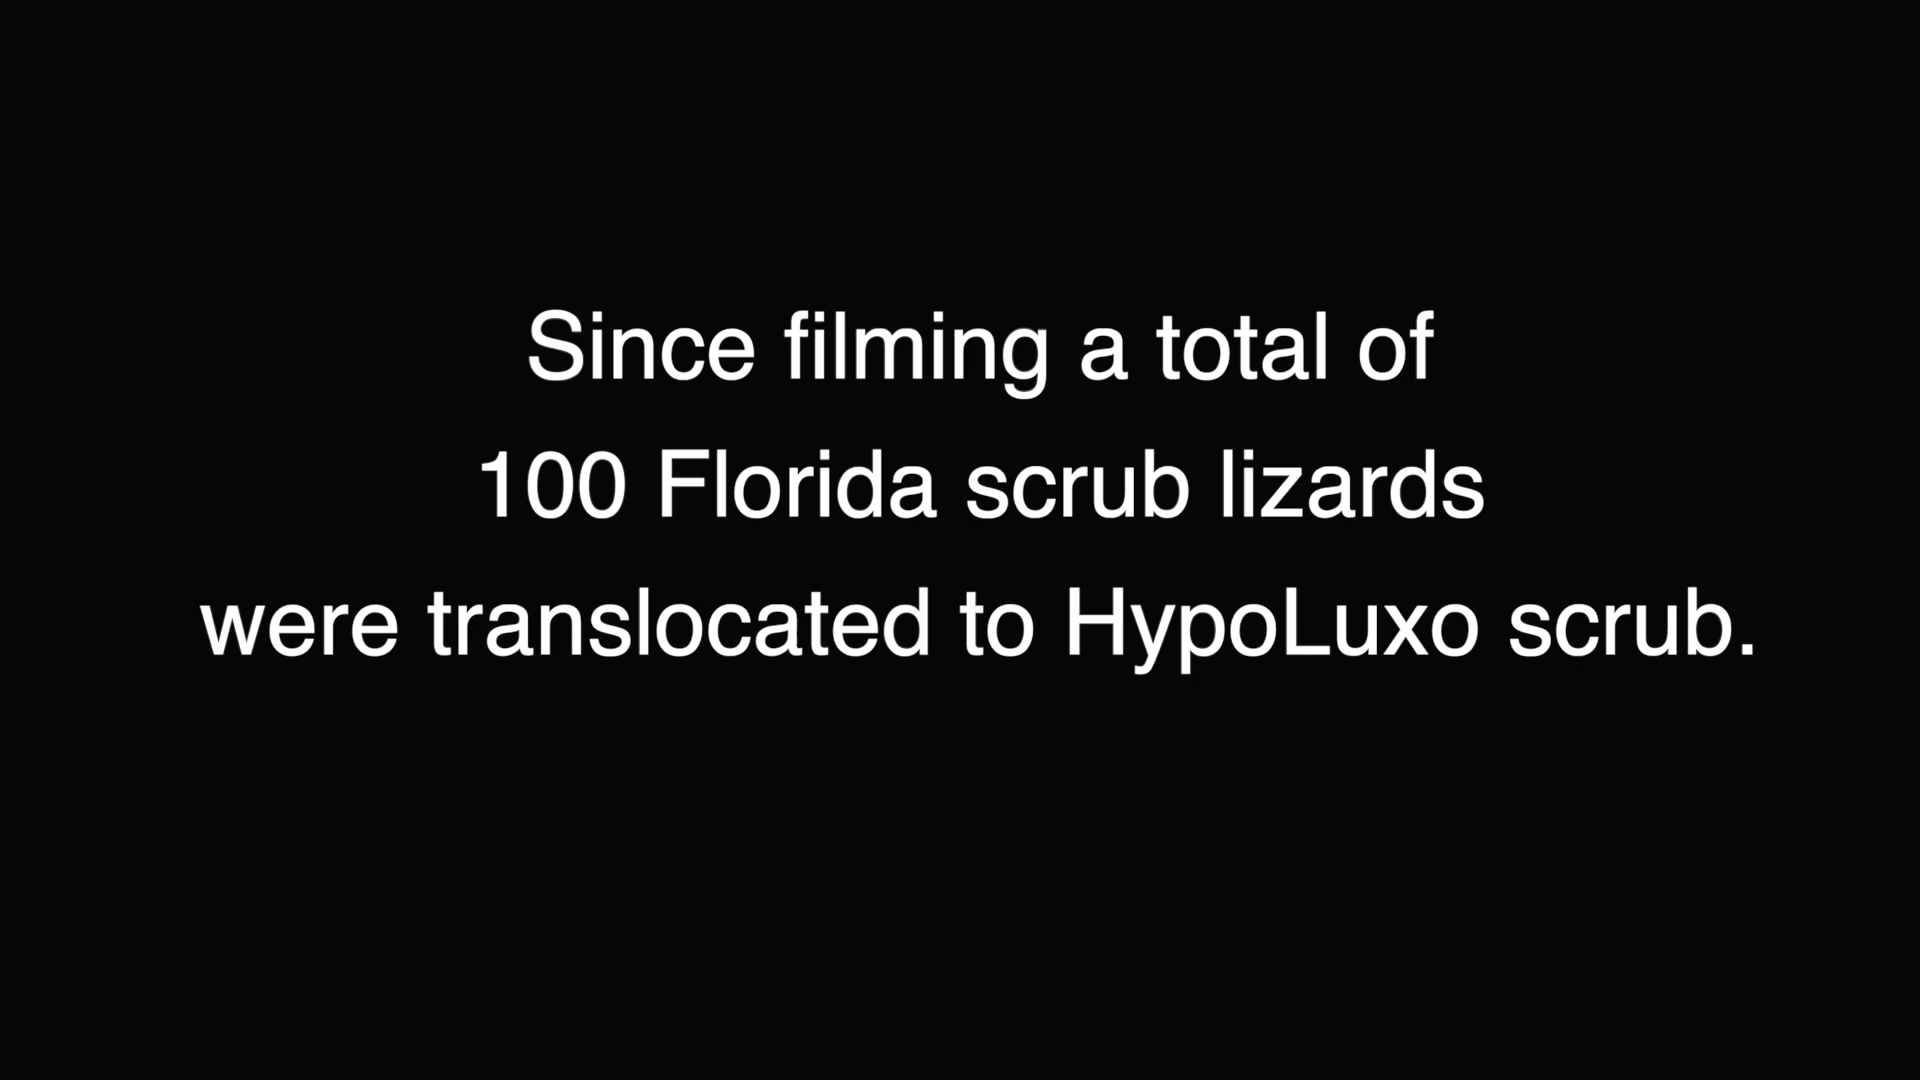 Since filming a total of
100 Florida scrub lizards
were translocated to HypoLuxo scrub.